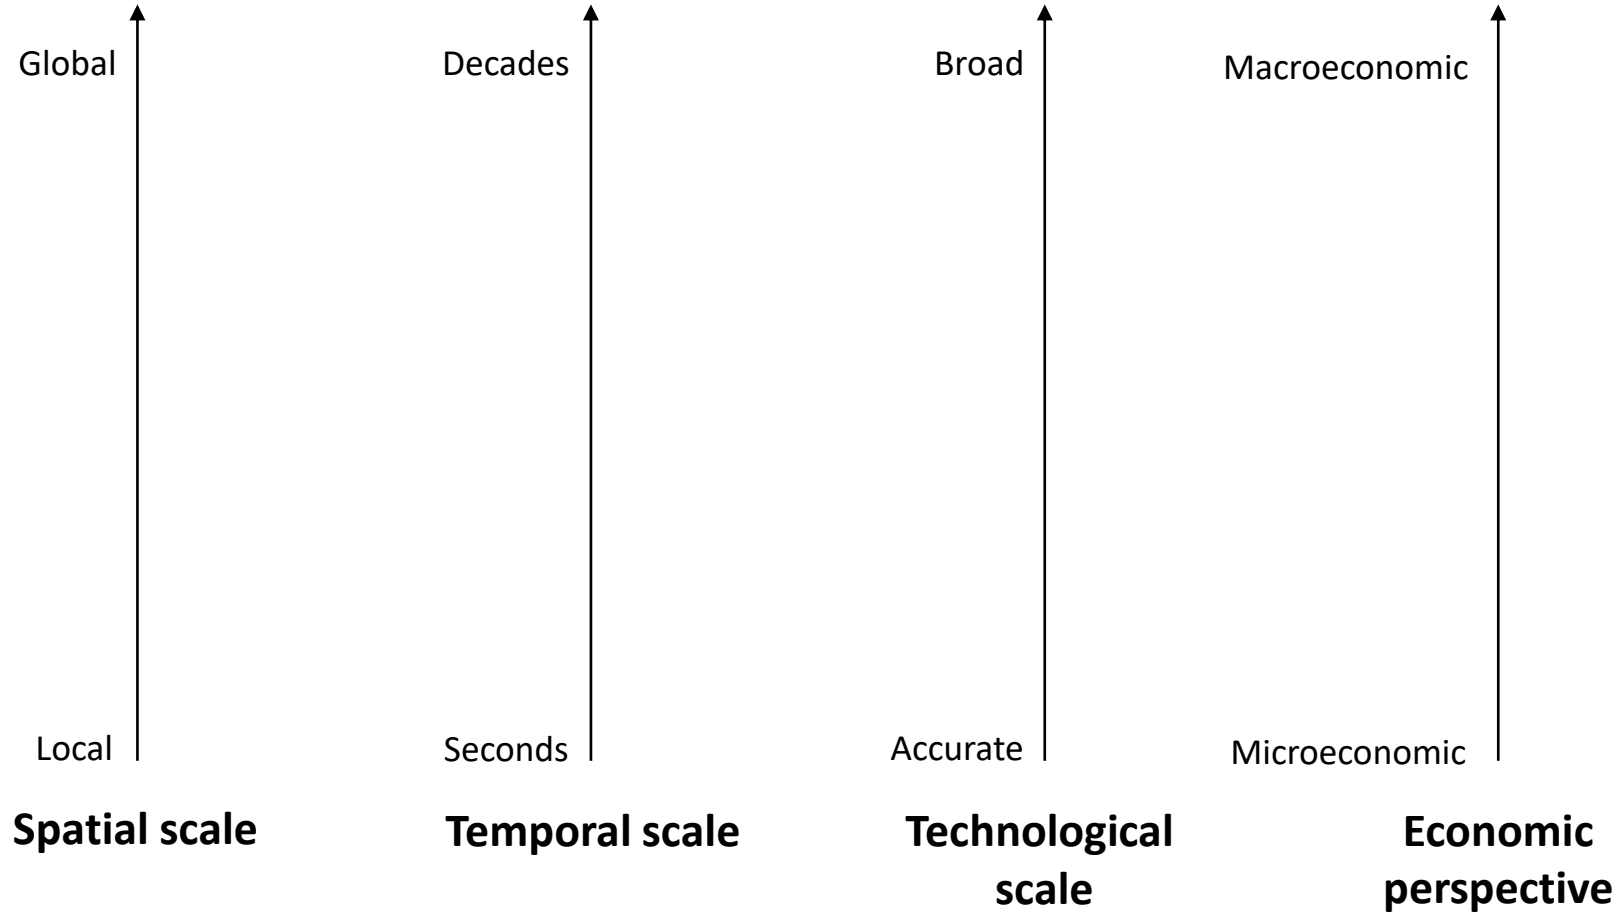 Global
Decades
Broad
Macroeconomic
Local
Seconds
Accurate
Microeconomic
Spatial scale
Temporal scale
Technological
scale
Economic
perspective